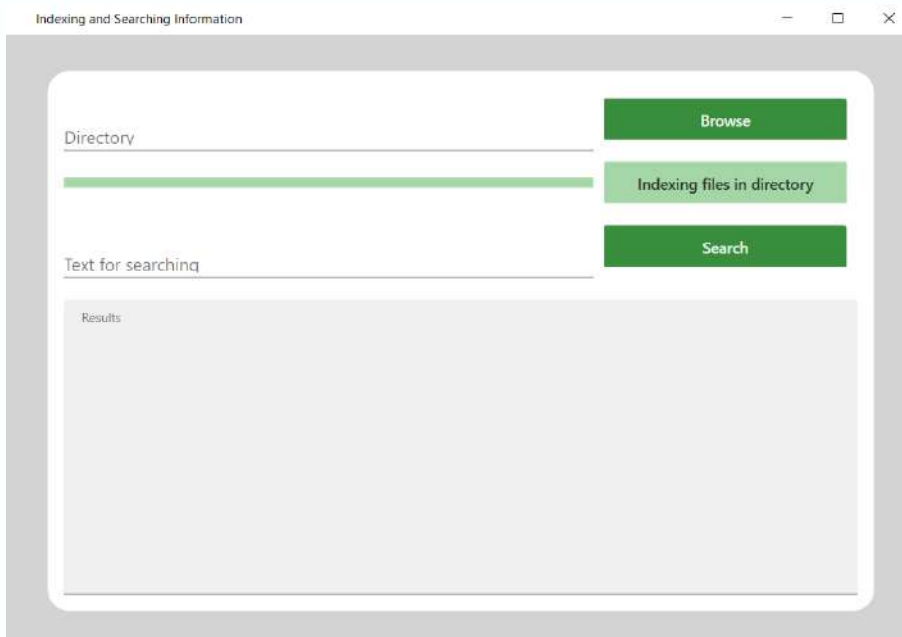 Indexing and Searching Information
Browse
Directory
Indexing files in directory
Search
Text for searching
Results